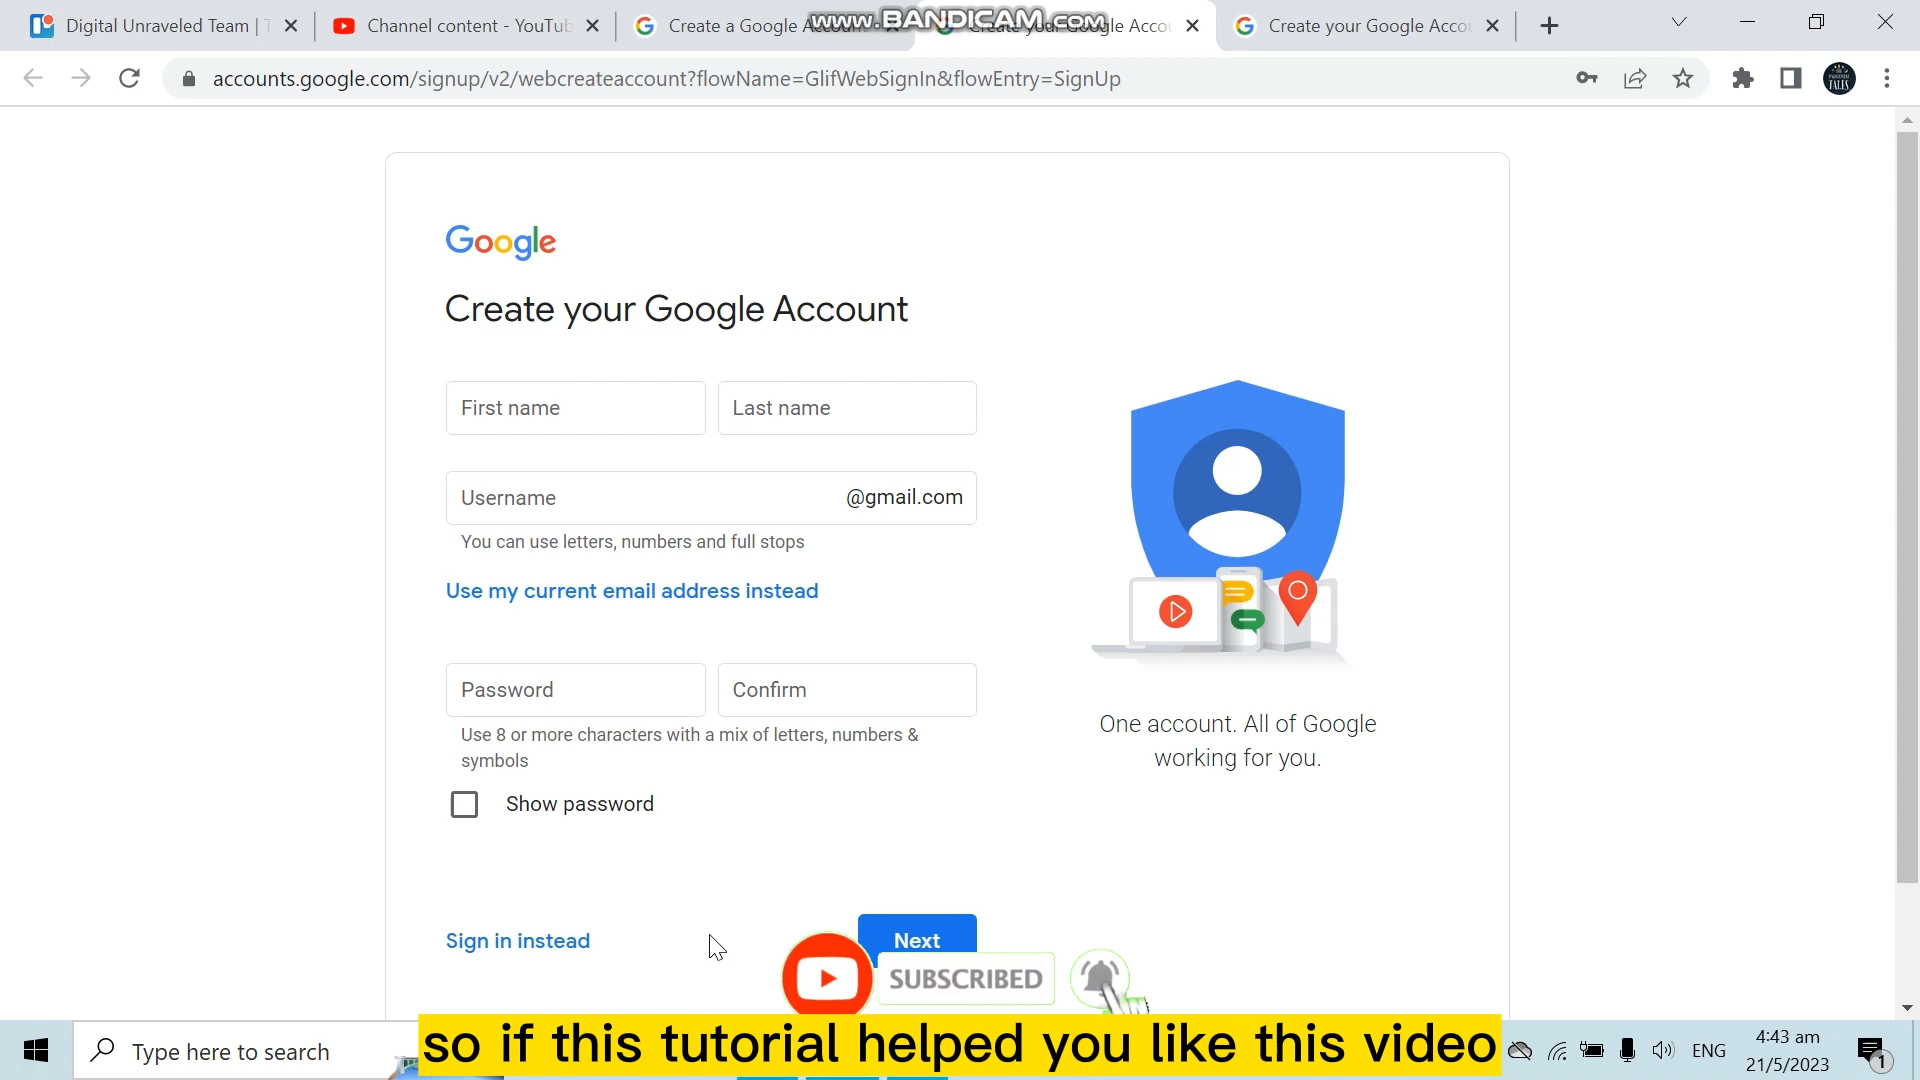 Digital Unraveled Team | T
Channel content - YouTub
Create a Google Account
Create your Google Accou
Create your Google Accou
www.BANDICAM.com
accounts.google.com/signup/v2/webcreateaccount?flowName=GlifWebSignIn&flowEntry=SignUp
Google
Create your Google Account
First name
Last name
Username
@gmail.com
You can use letters, numbers and full stops
Use my current email address instead
Password
Confirm
Use 8 or more characters with a mix of letters, numbers &
symbols
Show password
One account. All of Google
working for you.
Sign in instead
Next
SUBSCRIBED
so if this tutorial helped you like this video
Type here to search
ENG
4:43 am
21/5/2023
1